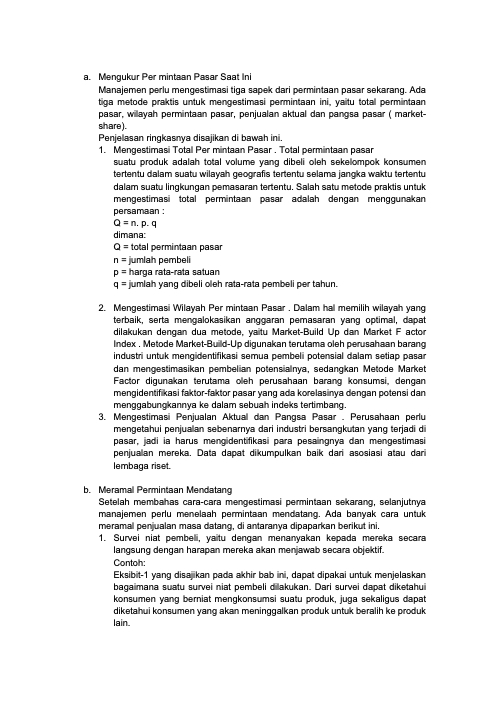 a. Mengukur Per mintaan Pasar Saat Ini
Manajemen perlu mengestimasi tiga sapek dari permintaan pasar sekarang. Ada
tiga metode praktis untuk mengestimasi permintaan ini, yaitu total permintaan
pasar, wilayah permintaan pasar, penjualan aktual dan pangsa pasar ( market-
share).
Penjelasan ringkasnya disajikan di bawah ini.
1. Mengestimasi Total Per mintaan Pasar . Total permintaan pasar
suatu produk adalah total volume yang dibeli oleh sekelompok konsumen
tertentu dalam suatu wilayah geografis tertentu selama jangka waktu tertentu
dalam suatu lingkungan pemasaran tertentu. Salah satu metode praktis untuk
mengestimasi total permintaan pasar adalah dengan menggunakan
persamaan :
Q = n. p. q
dimana:
Q = total permintaan pasar
n = jumlah pembeli
p = harga rata-rata satuan
q = jumlah yang dibeli oleh rata-rata pembeli per tahun.
2. Mengestimasi Wilayah Per mintaan Pasar . Dalam hal memilih wilayah yang
terbaik, serta mengalokasikan anggaran pemasaran yang optimal, dapat
dilakukan dengan dua metode, yaitu Market-Build Up dan Market F actor
Index . Metode Market-Build-Up digunakan terutama oleh perusahaan barang
industri untuk mengidentifikasi semua pembeli potensial dalam setiap pasar
dan mengestimasikan pembelian potensialnya, sedangkan Metode Market
Factor digunakan terutama oleh perusahaan barang konsumsi, dengan
mengidentifikasi faktor-faktor pasar yang ada korelasinya dengan potensi dan
menggabungkannya ke dalam sebuah indeks tertimbang.
3. Mengestimasi Penjualan Aktual dan Pangsa Pasar . Perusahaan perlu
mengetahui penjualan sebenarnya dari industri bersangkutan yang terjadi di
pasar, jadi ia harus mengidentifikasi para pesaingnya dan mengestimasi
penjualan mereka. Data dapat dikumpulkan baik dari asosiasi atau dari
lembaga riset.
b. Meramal Permintaan Mendatang
Setelah membahas cara-cara mengestimasi permintaan sekarang, selanjutnya
manajemen perlu menelaah permintaan mendatang. Ada banyak cara untuk
meramal penjualan masa datang, di antaranya dipaparkan berikut ini.
1. Survei niat pembeli, yaitu dengan menanyakan kepada mereka secara
langsung dengan harapan mereka akan menjawab secara objektif.
Contoh:
Eksibit-1 yang disajikan pada akhir bab ini, dapat dipakai untuk menjelaskan
bagaimana suatu survei niat pembeli dilakukan. Dari survei dapat diketahui
konsumen yang berniat mengkonsumsi suatu produk, juga sekaligus dapat
diketahui konsumen yang akan meninggalkan produk untuk beralih ke produk
lain.